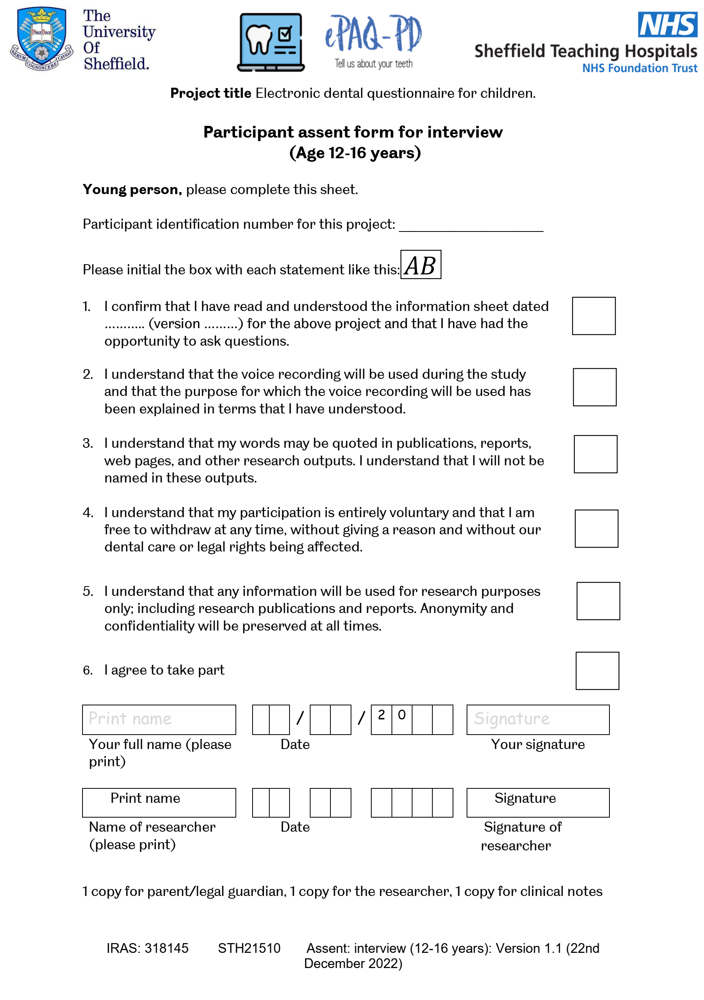 The
University
Of
Sheffield.
Disce Doce
RERVM COGNOSCERE CAVSAS
ePAQ-PD
Tell us about your teeth
NHS
Sheffield Teaching Hospitals
NHS Foundation Trust
Project title Electronic dental questionnaire for children.
Participant assent form for interview
(Age 12-16 years)
Young person, please complete this sheet.
Participant identification number for this project: ____________________
Please initial the box with each statement like this: AB
1. I confirm that I have read and understood the information sheet dated
........... (version .........) for the above project and that I have had the
opportunity to ask questions.
2. I understand that the voice recording will be used during the study
and that the purpose for which the voice recording will be used has
been explained in terms that I have understood.
3. I understand that my words may be quoted in publications, reports,
web pages, and other research outputs. I understand that I will not be
named in these outputs.
4. I understand that my participation is entirely voluntary and that I am
free to withdraw at any time, without giving a reason and without our
dental care or legal rights being affected.
5. I understand that any information will be used for research purposes
only; including research publications and reports. Anonymity and
confidentiality will be preserved at all times.
6. I agree to take part
Print name / / 2 0 Signature
Your full name (please Date Your signature
print)
Print name Signature
Name of researcher Date Signature of
(please print) researcher
1 copy for parent/legal guardian, 1 copy for the researcher, 1 copy for clinical notes
IRAS: 318145 STH21510 Assent: interview (12-16 years): Version 1.1 (22nd
December 2022)